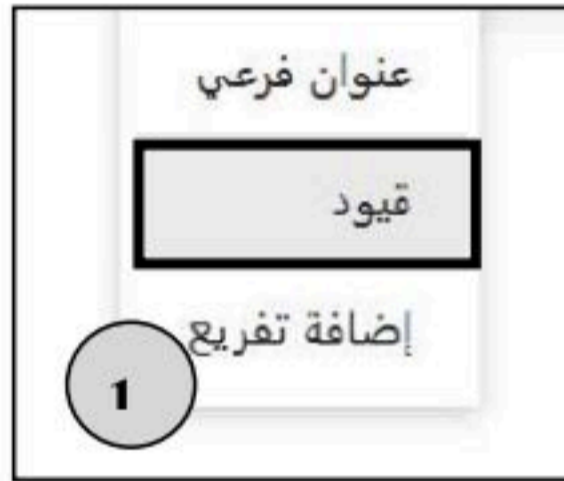 عنوان فرعي
قيود
إضافة تفريع
1